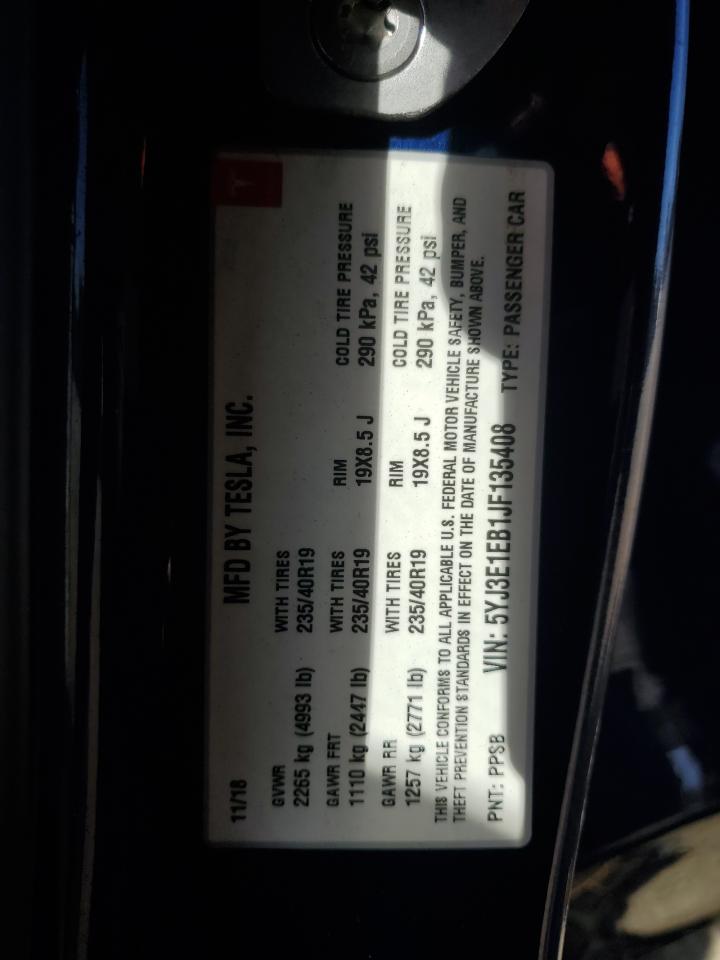 11/18 MFD BY TESLA, INC.
GVWR WITH TIRES
2265 kg (4993 lb) 235/40R19
GAWR FRT WITH TIRES RIM COLD TIRE PRESSURE
1110 kg (2447 lb) 235/40R19 19X8.5 J 290 kPa, 42 psi
GAWR RR WITH TIRES RIM COLD TIRE PRESSURE
1257 kg (2771 lb) 235/40R19 19X8.5 J 290 kPa, 42 psi
THIS VEHICLE CONFORMS TO ALL APPLICABLE U.S. FEDERAL MOTOR VEHICLE SAFETY, BUMPER, AND
THEFT PREVENTION STANDARDS IN EFFECT ON THE DATE OF MANUFACTURE SHOWN ABOVE.
PNT: PPSB VIN: 5YJ3E1EB1JF135408 TYPE: PASSENGER CAR